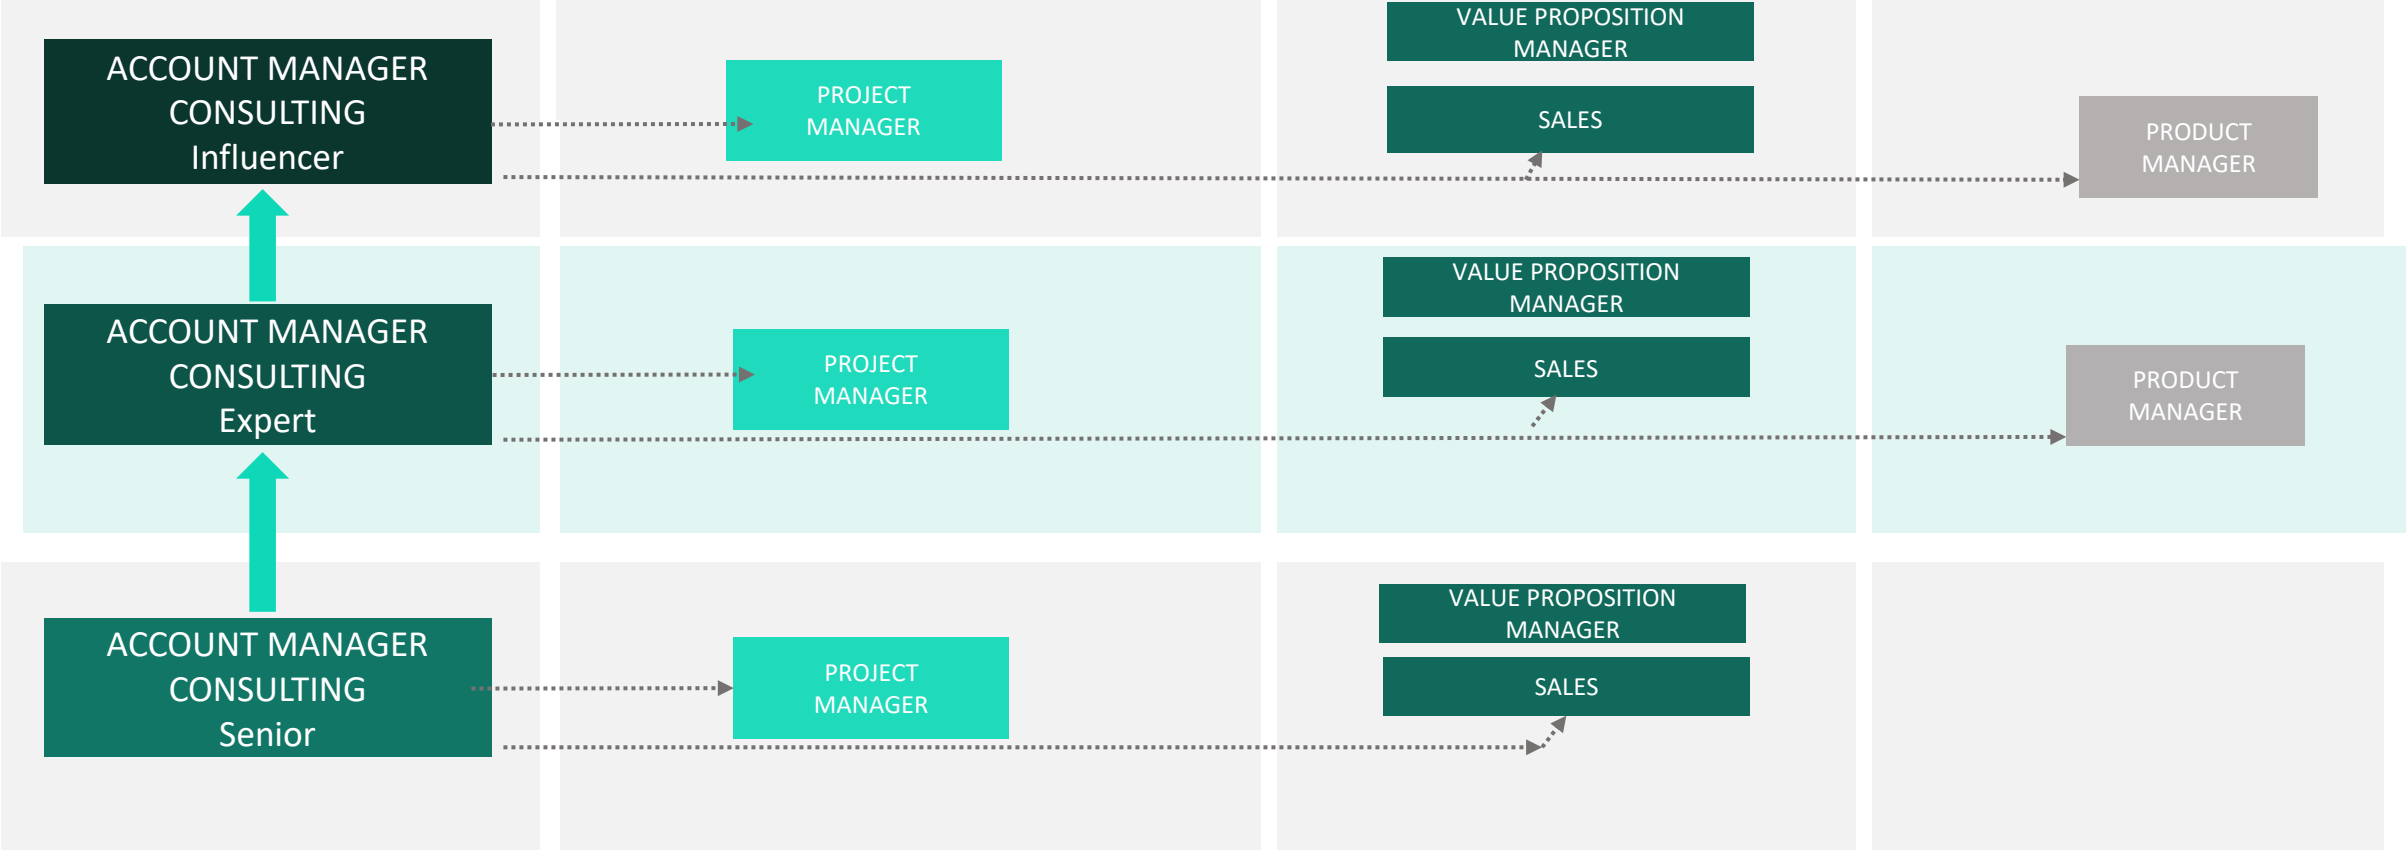 VALUE PROPOSITION
MANAGER
ACCOUNT MANAGER
CONSULTING
Influencer
PROJECT
MANAGER
SALES
PRODUCT
MANAGER
VALUE PROPOSITION
MANAGER
ACCOUNT MANAGER
CONSULTING
Expert
PROJECT
MANAGER
SALES
PRODUCT
MANAGER
VALUE PROPOSITION
MANAGER
ACCOUNT MANAGER
CONSULTING
Senior
PROJECT
MANAGER
SALES